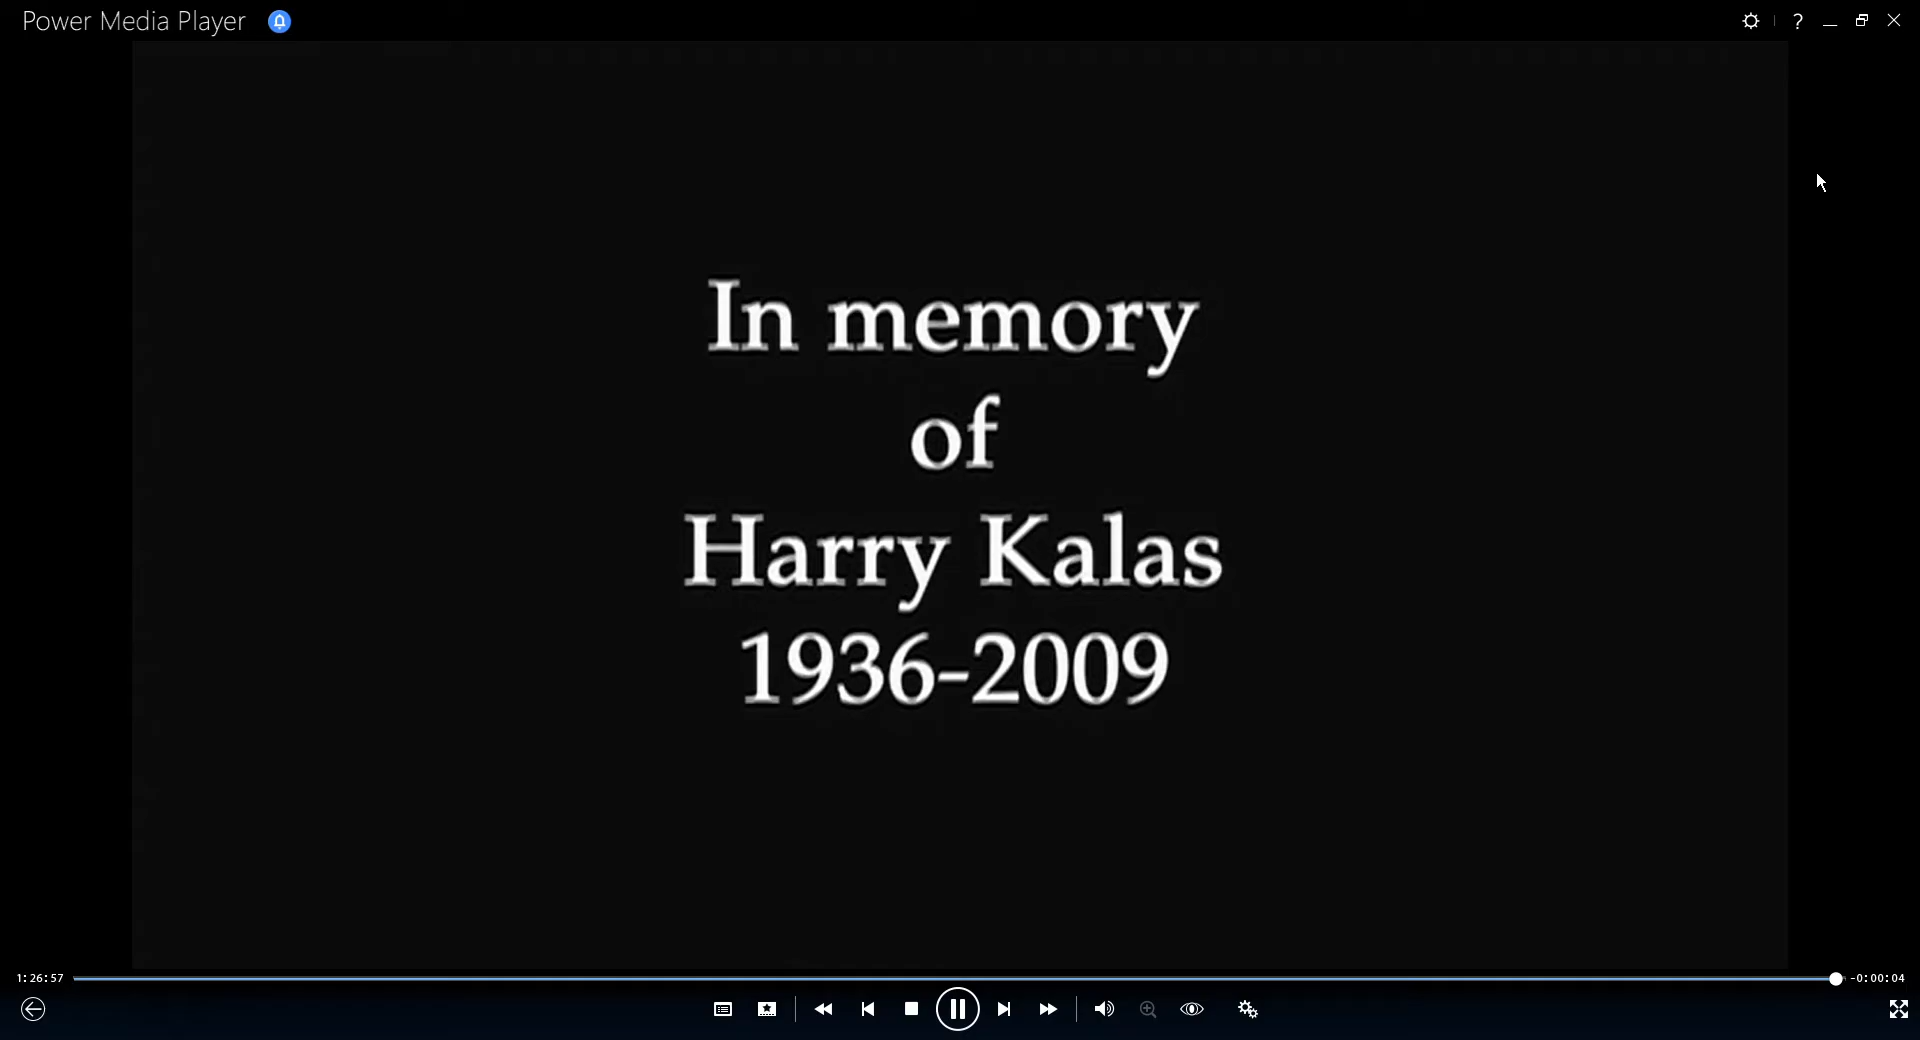 Power Media Player
?
In memory
of
Harry Kalas
1936-2009
1:26:57
-0:00:04